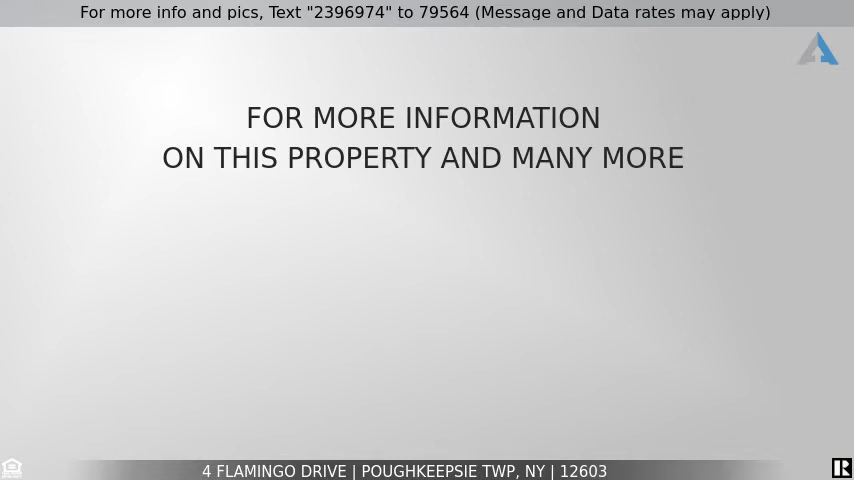 For more info and pics, Text "2396974" to 79564 (Message and Data rates may apply)
FOR MORE INFORMATION
ON THIS PROPERTY AND MANY MORE
4 FLAMINGO DRIVE | POUGHKEEPSIE TWP, NY | 12603